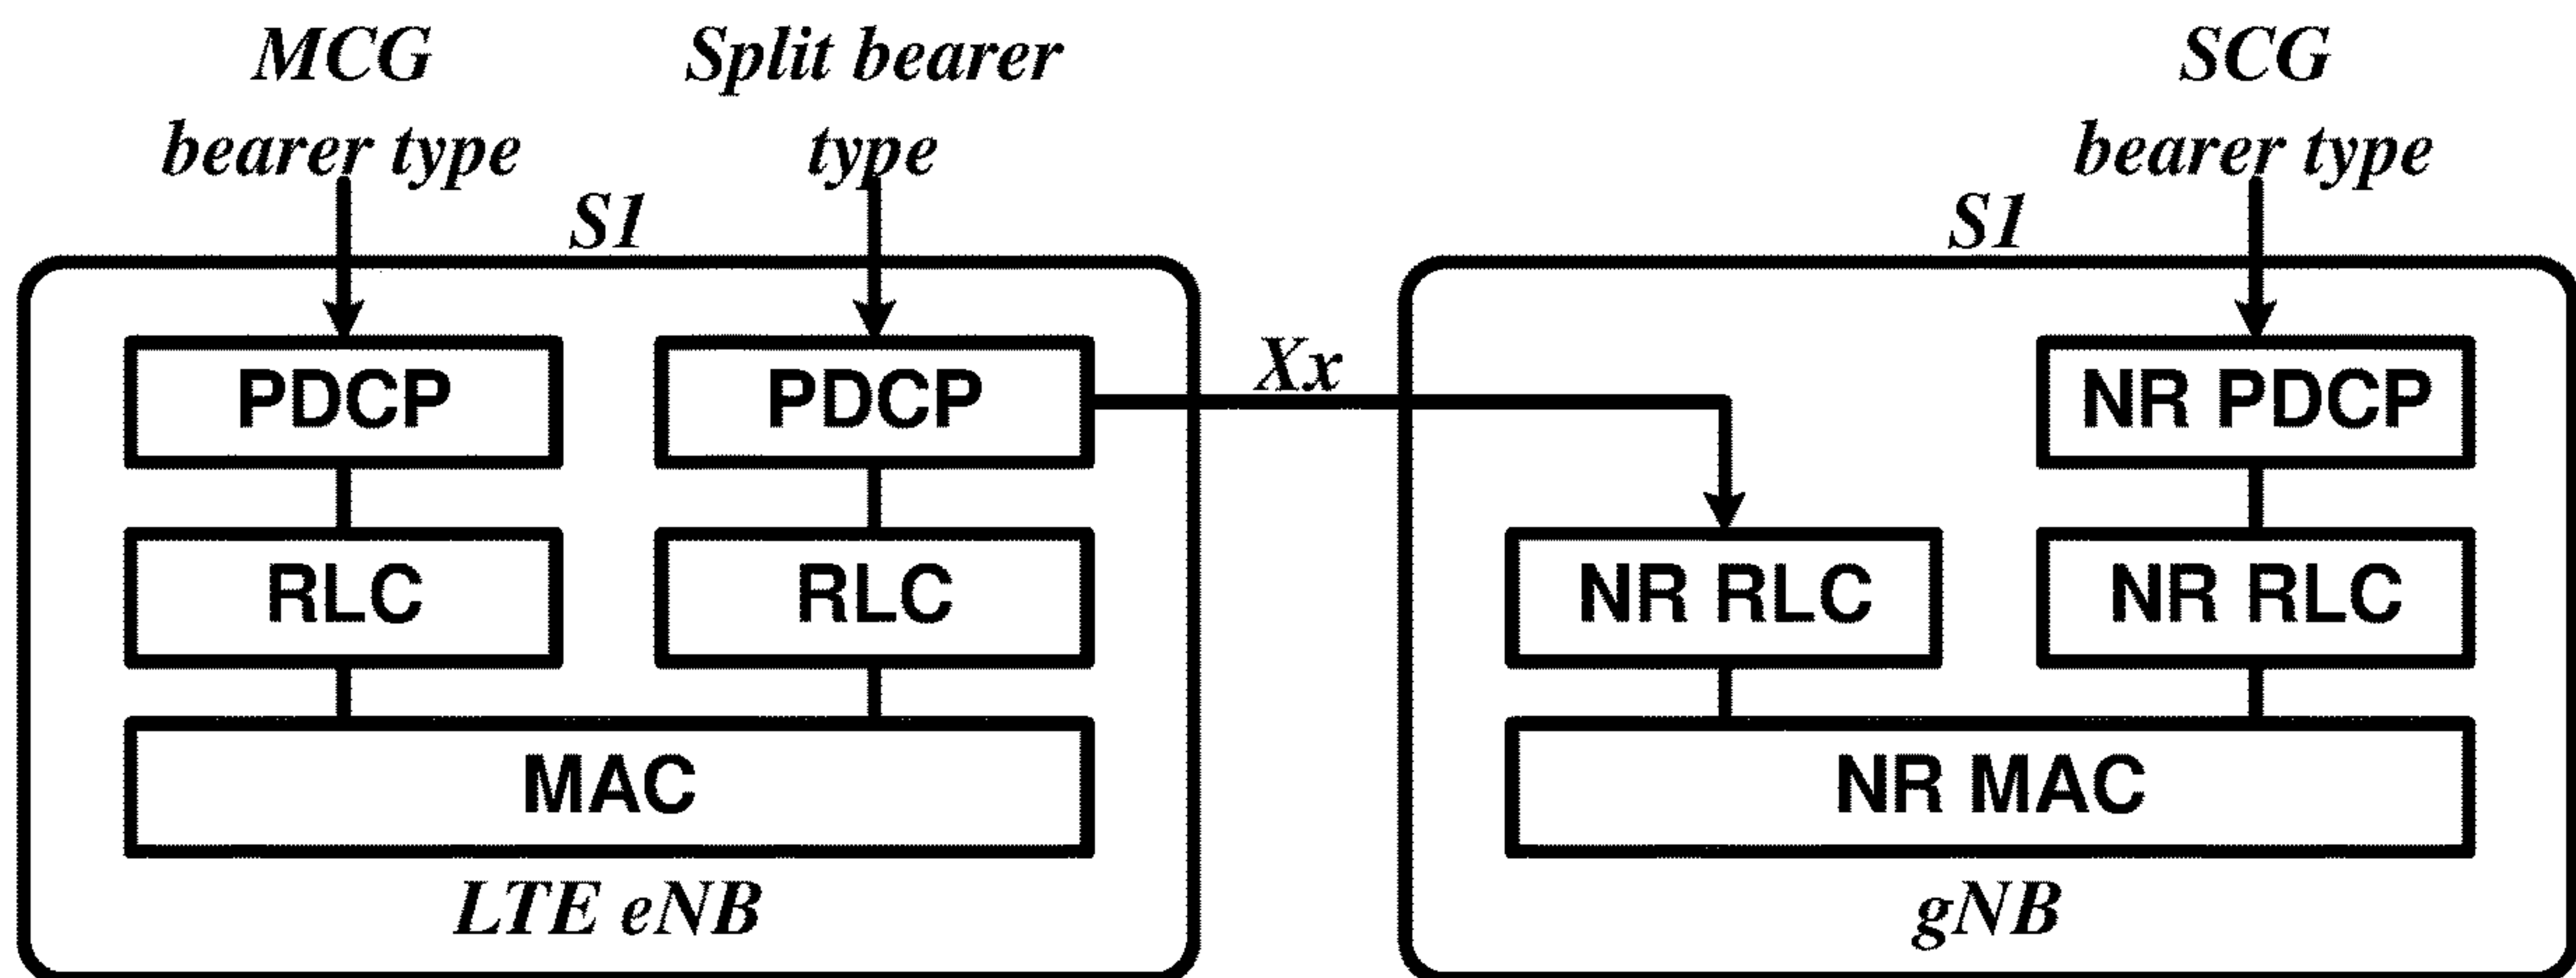 MCG
bearer type
Split bearer
type
SCG
bearer type
S1
S1
Xx
PDCP
PDCP
NR PDCP
RLC
RLC
NR RLC
NR RLC
MAC
NR MAC
LTE eNB
gNB